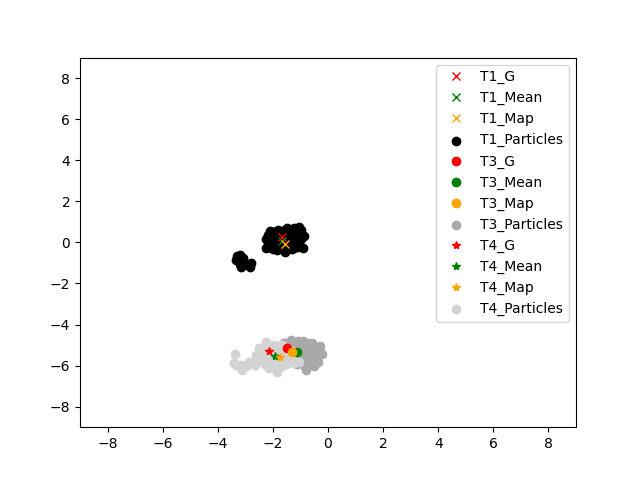 8
6
4
2
0
−2
−4
−6
−8
−8 −6 −4 −2 0 2 4 6 8
T1_G
T1_Mean
T1_Map
T1_Particles
T3_G
T3_Mean
T3_Map
T3_Particles
T4_G
T4_Mean
T4_Map
T4_Particles